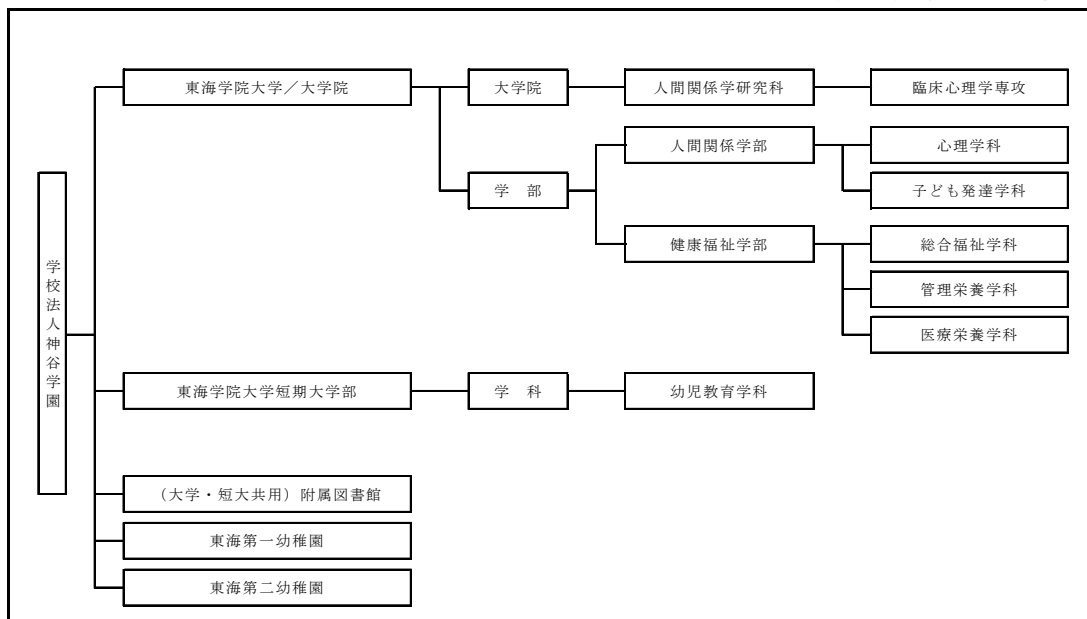 東海学院大学／大学院
大学院
人間関係学研究科
臨床心理学専攻
人間関係学部
心理学科
学　部
子ども発達学科
健康福祉学部
総合福祉学科
管理栄養学科
医療栄養学科
学校法人神谷学園
東海学院大学短期大学部
学　科
幼児教育学科
（大学・短大共用）附属図書館
東海第一幼稚園
東海第二幼稚園